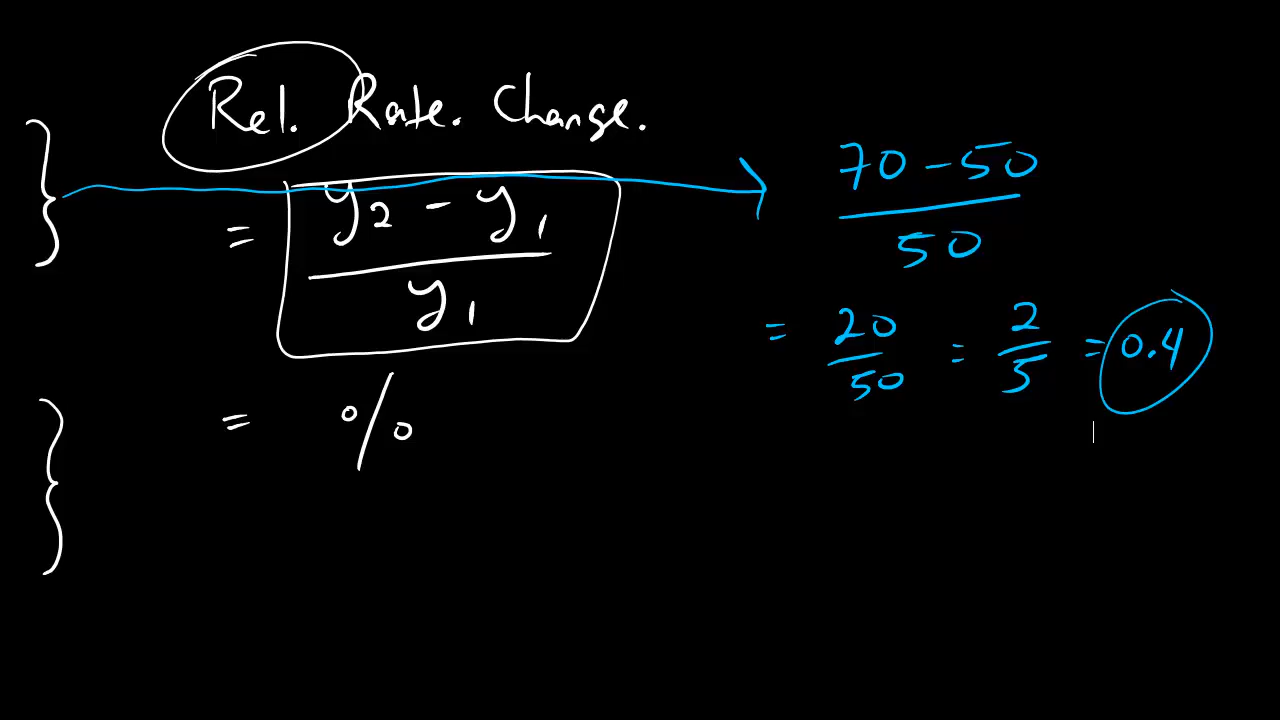 Rel. Rate. Change.
= y₂ - y₁ / y₁
= %
70 - 50 / 50
= 20/50 = 2/5 = 0.4